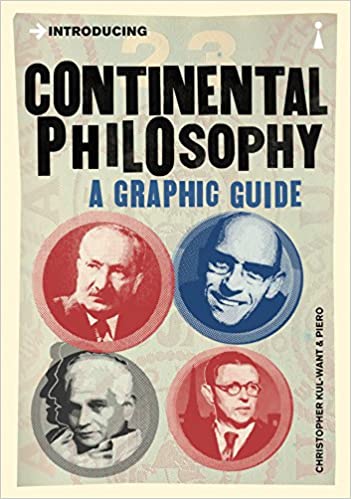 INTRODUCING
CONTINENTAL
PHILOSOPHY
A GRAPHIC GUIDE
CHRISTOPHER KUL-WANT & PIERO